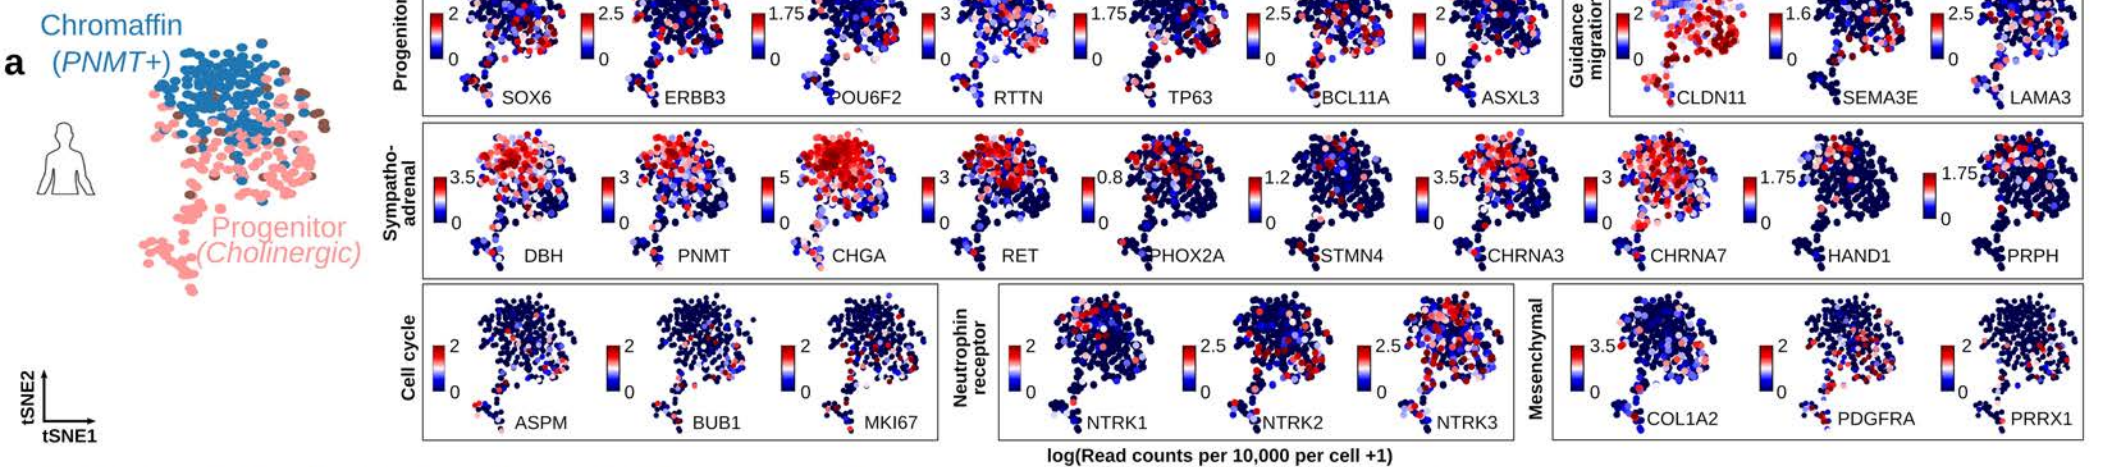 a
Chromaffin
(PNMT+)
Progenitor
(Cholinergic)
tSNE2
tSNE1
Progenitor
2
0
SOX6
2.5
0
ERBB3
1.75
0
POU6F2
3
0
RTTN
1.75
0
TP63
2.5
0
BCL11A
2
0
ASXL3
Guidance
migration
2
0
CLDN11
1.6
0
SEMA3E
2.5
0
LAMA3
Sympatho-
adrenal
3.5
0
DBH
3
0
PNMT
5
0
CHGA
3
0
RET
0.8
0
PHOX2A
1.2
0
STMN4
3.5
0
CHRNA3
3
0
CHRNA7
1.75
0
HAND1
1.75
0
PRPH
Cell cycle
2
0
ASPM
2
0
BUB1
2
0
MKI67
Neutrophin
receptor
2
0
NTRK1
2.5
0
NTRK2
2.5
0
NTRK3
Mesenchymal
3.5
0
COL1A2
2
0
PDGFRA
2
0
PRRX1
log(Read counts per 10,000 per cell +1)